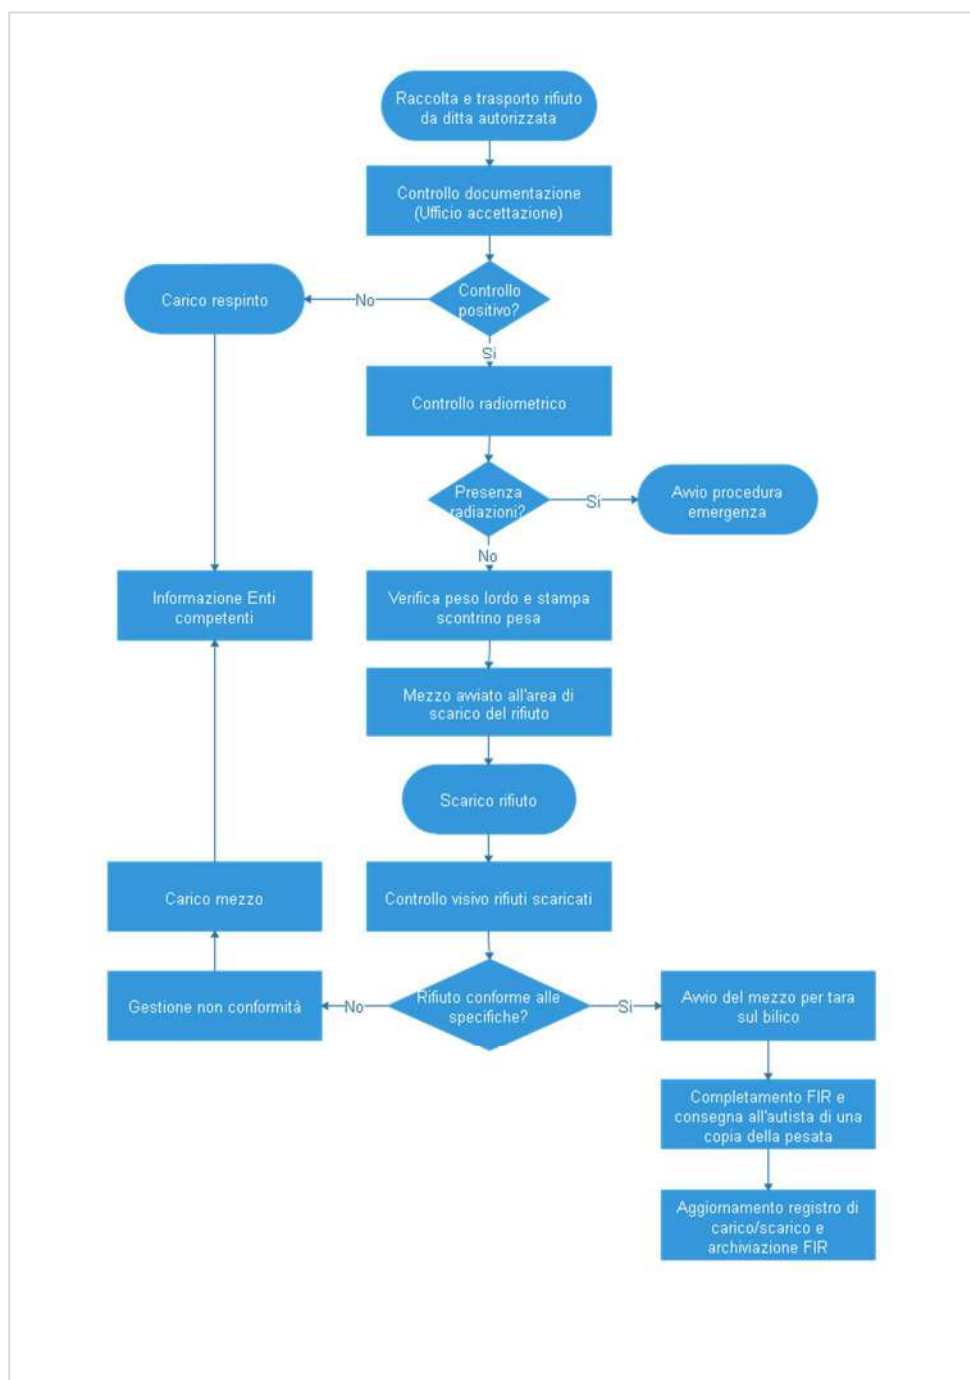 Raccolta e trasporto rifiuto
da ditta autorizzata
Controllo documentazione
(Ufficio accettazione)
Controllo
positivo?
No
Carico respinto
Si
Controllo radiometrico
Presenza
radiazioni?
Si
Avvio procedura
emergenza
No
Informazione Enti
competenti
Verifica peso lordo e stampa
scontrino pesa
Mezzo avviato all'area di
scarico del rifiuto
Scarico rifiuto
Carico mezzo
Controllo visivo rifiuti scaricati
Gestione non conformità
No
Rifiuto conforme alle
specifiche?
Si
Avvio del mezzo per tara
sul bilico
Completamento FIR e
consegna all'autista di una
copia della pesata
Aggiornamento registro di
carico/scarico e
archiviazione FIR